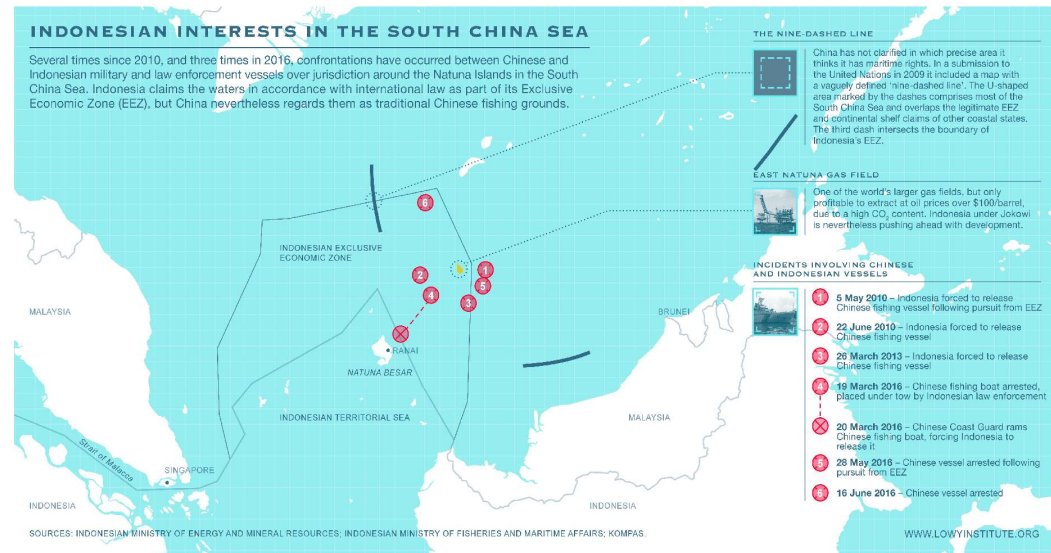 INDONESIAN INTERESTS IN THE SOUTH CHINA SEA
Several times since 2010, and three times in 2016, confrontations have occurred between Chinese and
Indonesian military and law enforcement vessels over jurisdiction around the Natuna Islands in the South
China Sea. Indonesia claims the waters in accordance with international law as part of its Exclusive
Economic Zone (EEZ), but China nevertheless regards them as traditional Chinese fishing grounds.
THE NINE-DASHED LINE
China has not clarified in which precise area it
thinks it has maritime rights. In a submission to
the United Nations in 2009 it included a map with
a vaguely defined 'nine-dashed line'. The U-shaped
area marked by the dashes comprises most of the
South China Sea and overlaps the legitimate EEZ
and continental shelf claims of other coastal states.
The third dash intersects the boundary of
Indonesia's EEZ.
EAST NATUNA GAS FIELD
One of the world's larger gas fields, but only
profitable to extract at oil prices over $100/barrel,
due to a high CO₂ content. Indonesia under Jokowi
is nevertheless pushing ahead with development.
INCIDENTS INVOLVING CHINESE
AND INDONESIAN VESSELS
1 5 May 2010 – Indonesia forced to release
Chinese fishing vessel following pursuit from EEZ
2 22 June 2010 – Indonesia forced to release
Chinese fishing vessel
3 26 March 2013 – Indonesia forced to release
Chinese fishing vessel
4 19 March 2016 – Chinese fishing boat arrested,
placed under tow by Indonesian law enforcement
20 March 2016 – Chinese Coast Guard rams
Chinese fishing boat, forcing Indonesia to
release it
5 28 May 2016 – Chinese vessel arrested following
pursuit from EEZ
6 16 June 2016 – Chinese vessel arrested
6
INDONESIAN EXCLUSIVE
ECONOMIC ZONE
2
1
5
4
3
MALAYSIA
BRUNEI
RANAI
NATUNA BESAR
INDONESIAN TERRITORIAL SEA
MALAYSIA
Strait of Malacca
SINGAPORE
INDONESIA
INDONESIA
SOURCES: INDONESIAN MINISTRY OF ENERGY AND MINERAL RESOURCES; INDONESIAN MINISTRY OF FISHERIES AND MARITIME AFFAIRS; KOMPAS.
WWW.LOWYINSTITUTE.ORG